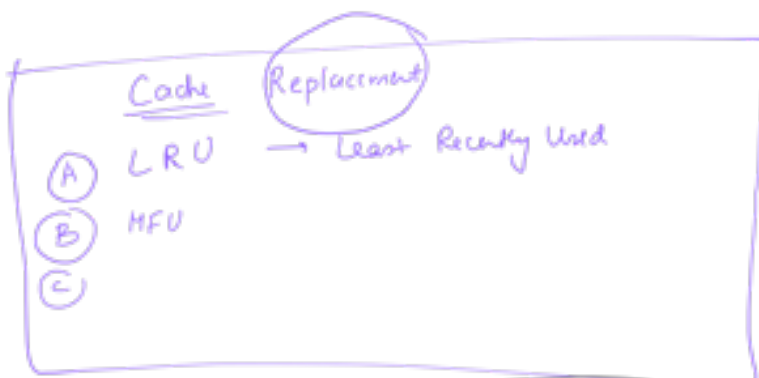 Cache Replacement
A LRU → Least Recently Used
B MFU
C